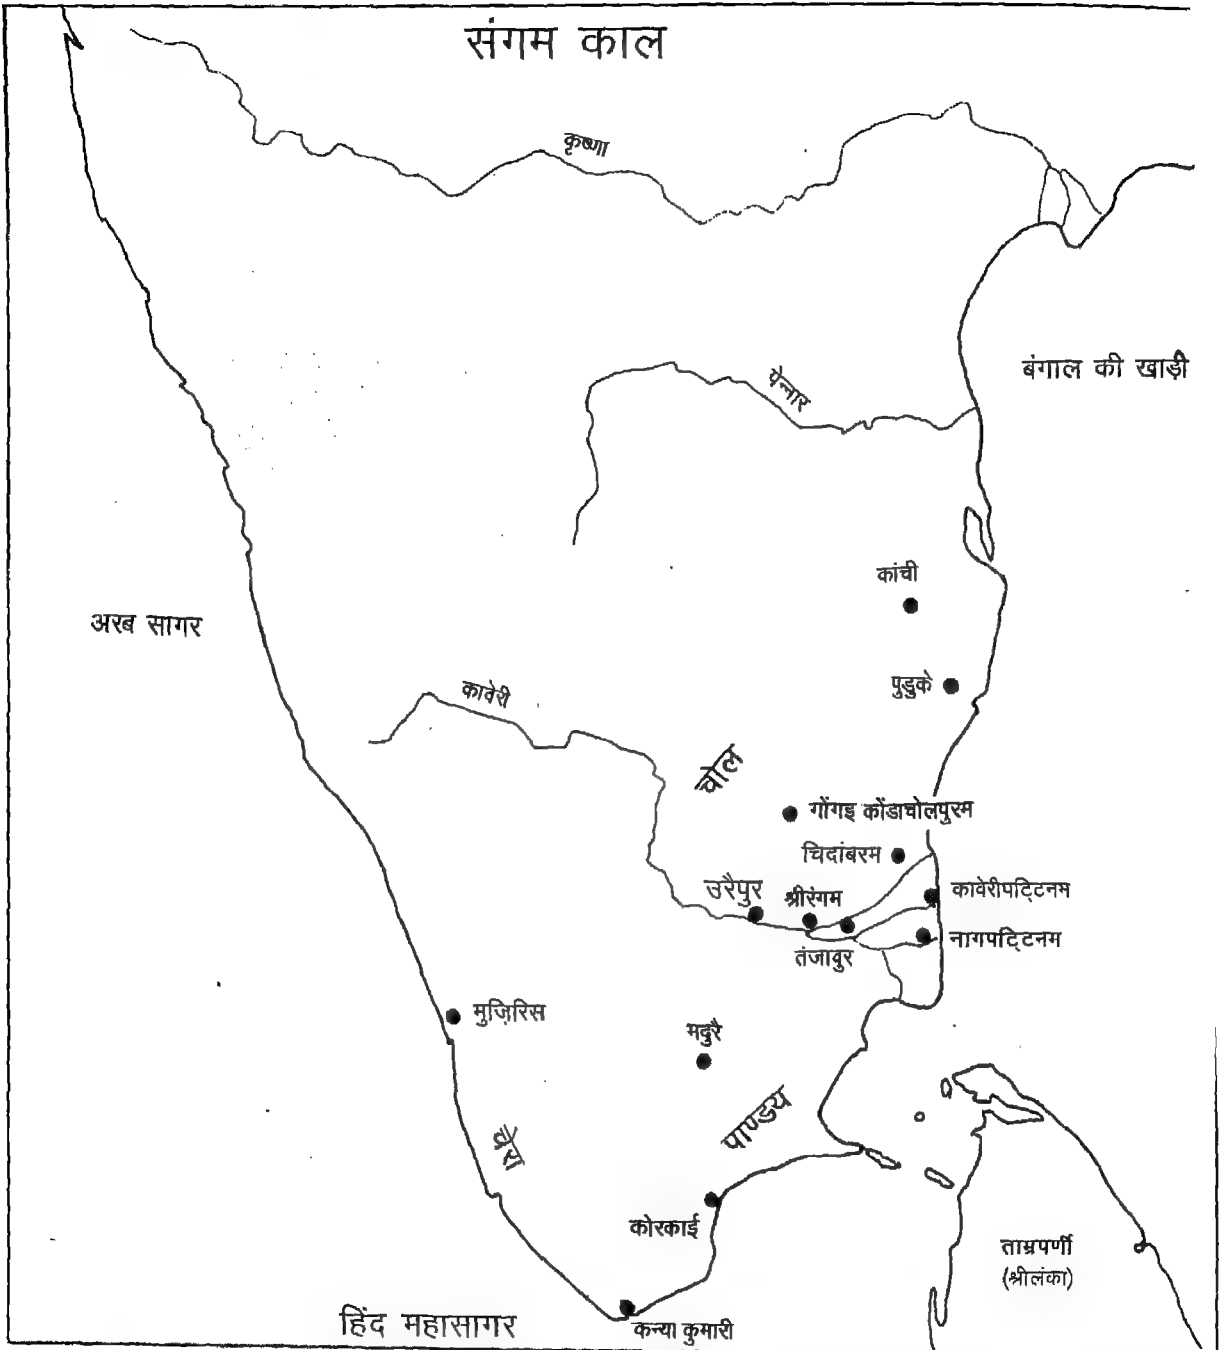 संगम काल
कृष्णा
बंगाल की खाड़ी
पेन्नार
कांची
अरब सागर
पुडुके
कावेरी
चोल
गोंगइ कोंडाचोलपुरम
चिदांबरम
उरैपुर
श्रीरंगम
कावेरीपट्टिनम
नागपट्टिनम
तंजावुर
मुज़िरिस
मदुरै
पाण्डय
चैरा
कोरकाई
ताम्रपर्णी
(श्रीलंका)
हिंद महासागर
कन्या कुमारी